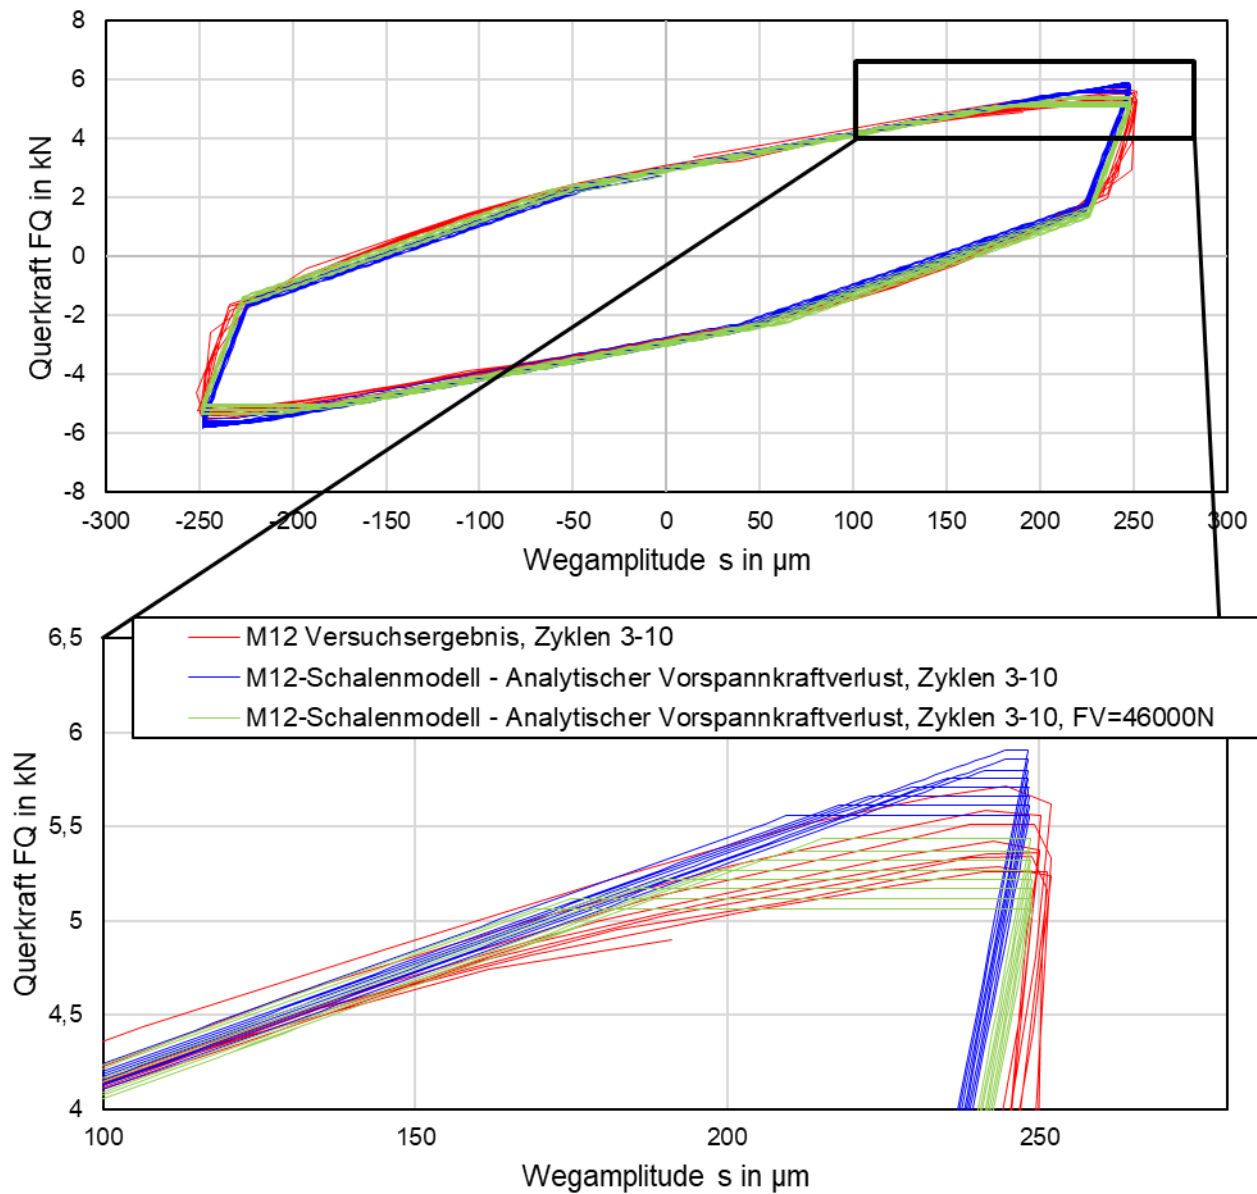 8
6
4
2
0
-2
-4
-6
-8
Querkraft FQ in kN
-300 -250 -200 -150 -100 -50 0 50 100 150 200 250 300
Wegamplitude s in µm
6,5
M12 Versuchsergebnis, Zyklen 3-10
M12-Schalenmodell - Analytischer Vorspannkraftverlust, Zyklen 3-10
M12-Schalenmodell - Analytischer Vorspannkraftverlust, Zyklen 3-10, FV=46000N
6
5,5
5
4,5
4
Querkraft FQ in kN
100 150 200 250
Wegamplitude s in µm